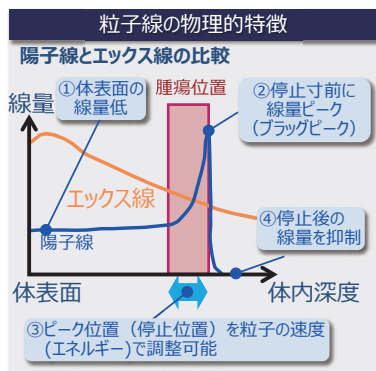 粒子線の物理的特徴
陽子線とエックス線の比較
①体表面の
線量低
腫瘍位置
②停止寸前に
線量ピーク
(ブラッグピーク)
線量
エックス線
陽子線
④停止後の
線量を抑制
体表面
体内深度
③ピーク位置（停止位置）を粒子の速度
(エネルギー)で調整可能